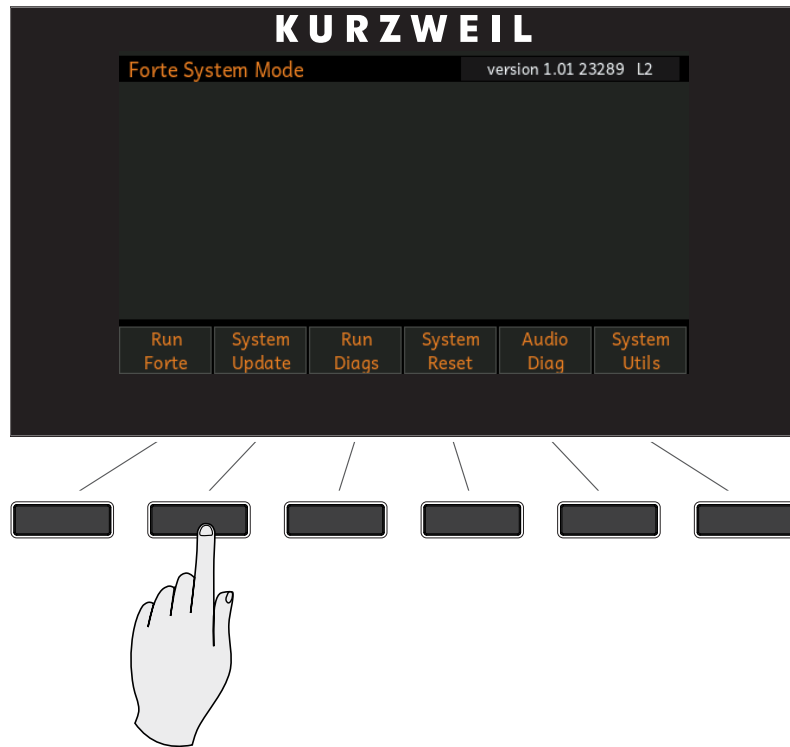 KURZWEIL
Forte System Mode version 1.01 23289 L2
Run System Run System Audio System
Forte Update Diags Reset Diag Utils